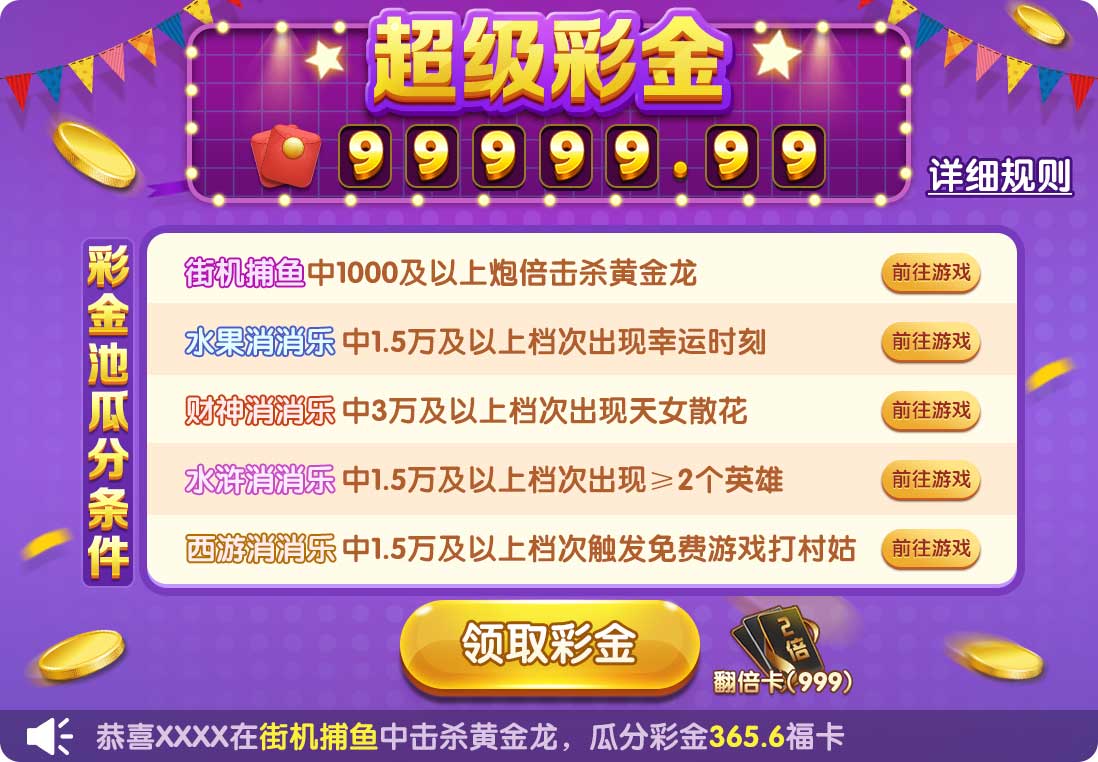 超级彩金
99999.99
详细规则
彩金池瓜分条件
街机捕鱼中1000及以上炮倍击杀黄金龙 前往游戏
水果消消乐 中1.5万及以上档次出现幸运时刻 前往游戏
财神消消乐 中3万及以上档次出现天女散花 前往游戏
水浒消消乐 中1.5万及以上档次出现≥2个英雄 前往游戏
西游消消乐 中1.5万及以上档次触发免费游戏打村姑 前往游戏
领取彩金
2倍
翻倍卡(999)
恭喜XXXX在街机捕鱼中击杀黄金龙，瓜分彩金365.6福卡